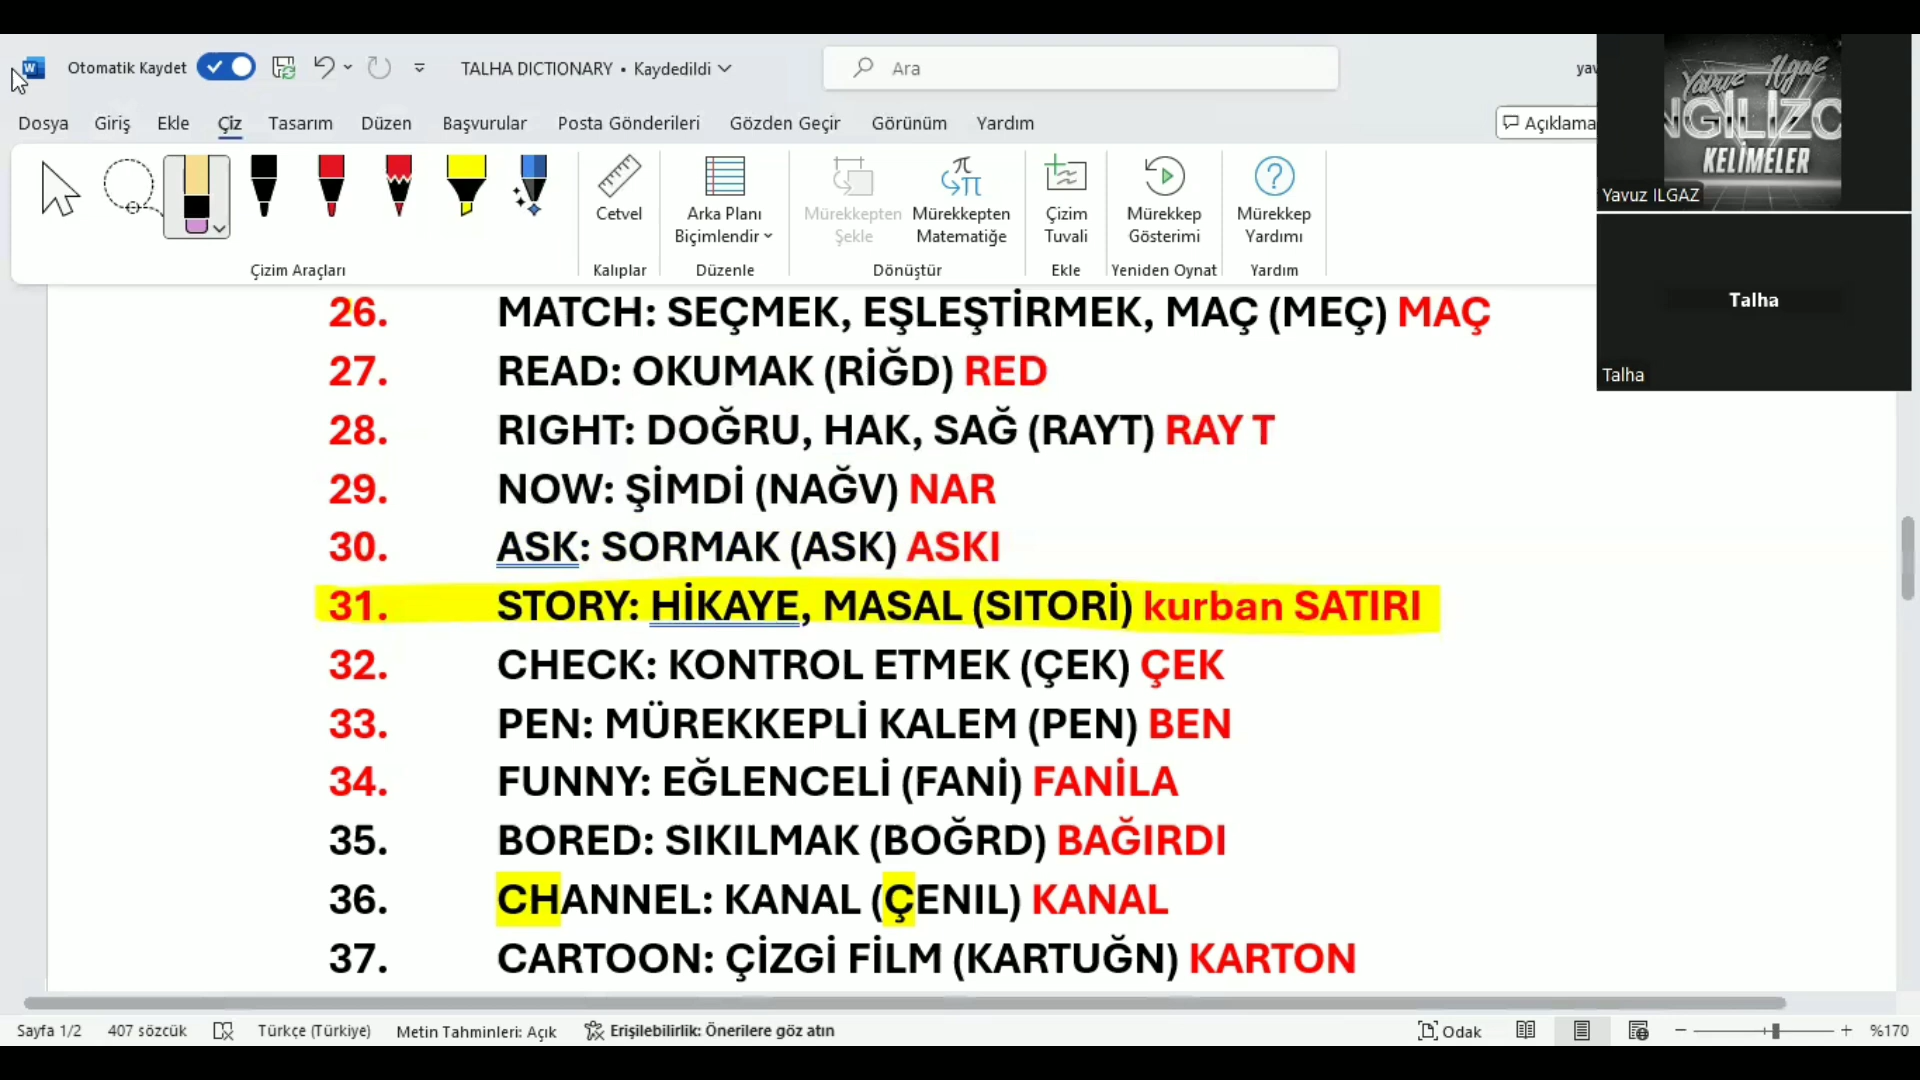 Otomatik Kaydet
TALHA DICTIONARY • Kaydedildi
Ara
yav
Dosya Giriş Ekle Çiz Tasarım Düzen Başvurular Posta Gönderileri Gözden Geçir Görünüm Yardım
Açıklama
Cetvel
Arka Planı Biçimlendir
Mürekkepten Şekle
Mürekkepten Matematiğe
Çizim Tuvali
Mürekkep Gösterimi
Mürekkep Yardımı
Çizim Araçları Kalıplar Düzenle Dönüştür Ekle Yeniden Oynat Yardım
Yavuz Ilgaz
NGİLİZC
KELİMELER
Yavuz ILGAZ
Talha
Talha
26. MATCH: SEÇMEK, EŞLEŞTİRMEK, MAÇ (MEÇ) MAÇ
27. READ: OKUMAK (RİĞD) RED
28. RIGHT: DOĞRU, HAK, SAĞ (RAYT) RAY T
29. NOW: ŞİMDİ (NAĞV) NAR
30. ASK: SORMAK (ASK) ASKI
31. STORY: HİKAYE, MASAL (SITORİ) kurban SATIRI
32. CHECK: KONTROL ETMEK (ÇEK) ÇEK
33. PEN: MÜREKKEPLİ KALEM (PEN) BEN
34. FUNNY: EĞLENCELİ (FANİ) FANİLA
35. BORED: SIKILMAK (BOĞRD) BAĞIRDI
36. CHANNEL: KANAL (ÇENIL) KANAL
37. CARTOON: ÇİZGİ FİLM (KARTUĞN) KARTON
Sayfa 1/2 407 sözcük Türkçe (Türkiye) Metin Tahminleri: Açık Erişilebilirlik: Önerilere göz atın Odak %170